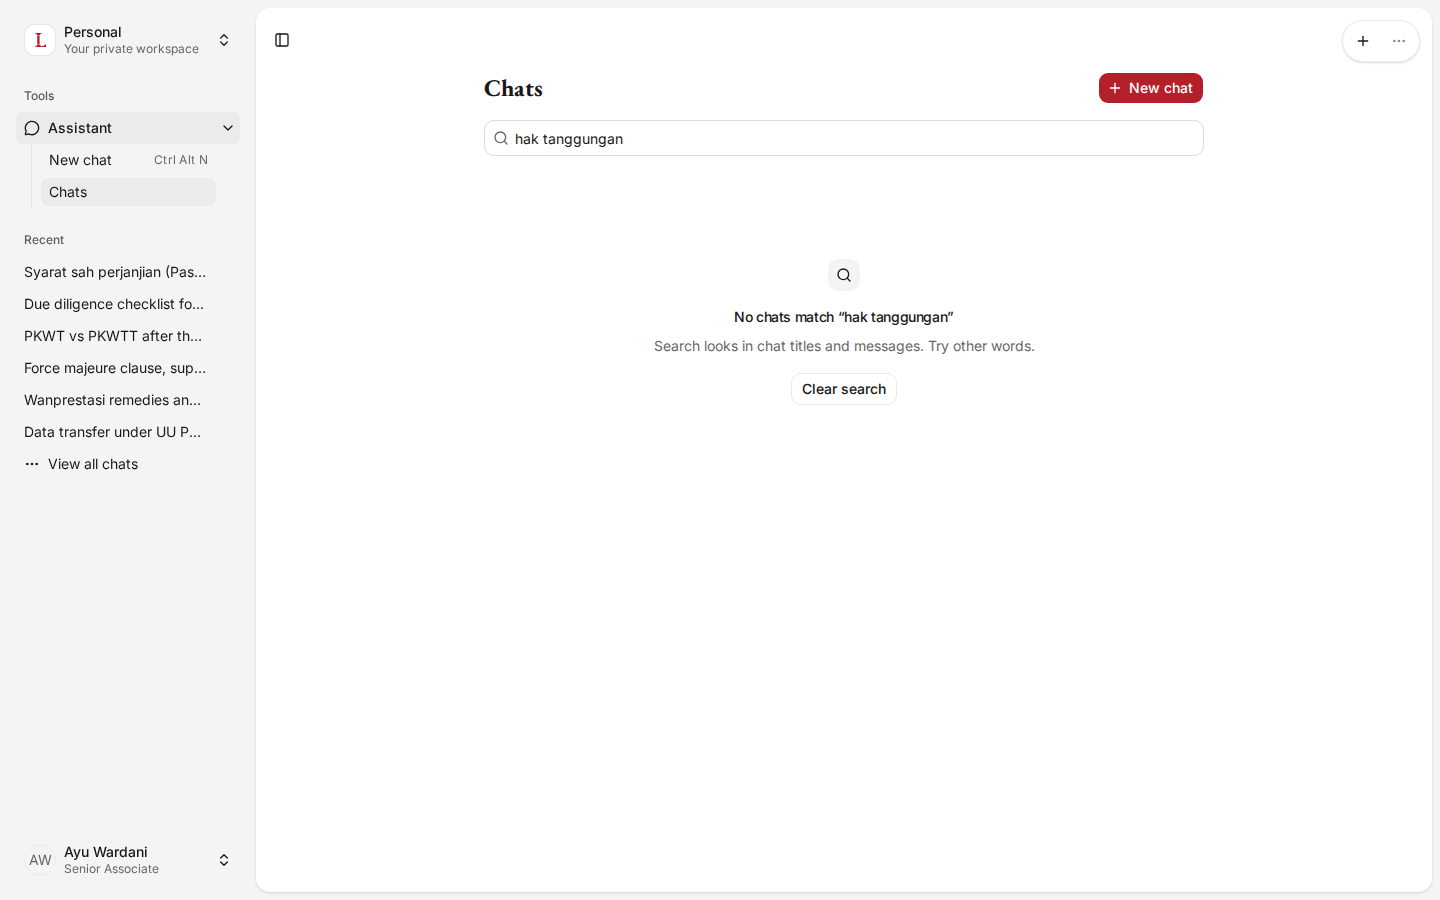 L
Personal
Your private workspace
Tools
Assistant
New chat
Ctrl Alt N
Chats
Recent
Syarat sah perjanjian (Pas...
Due diligence checklist fo...
PKWT vs PKWTT after th...
Force majeure clause, sup...
Wanprestasi remedies an...
Data transfer under UU P...
View all chats
AW
Ayu Wardani
Senior Associate
Chats
New chat
hak tanggungan
No chats match “hak tanggungan”
Search looks in chat titles and messages. Try other words.
Clear search